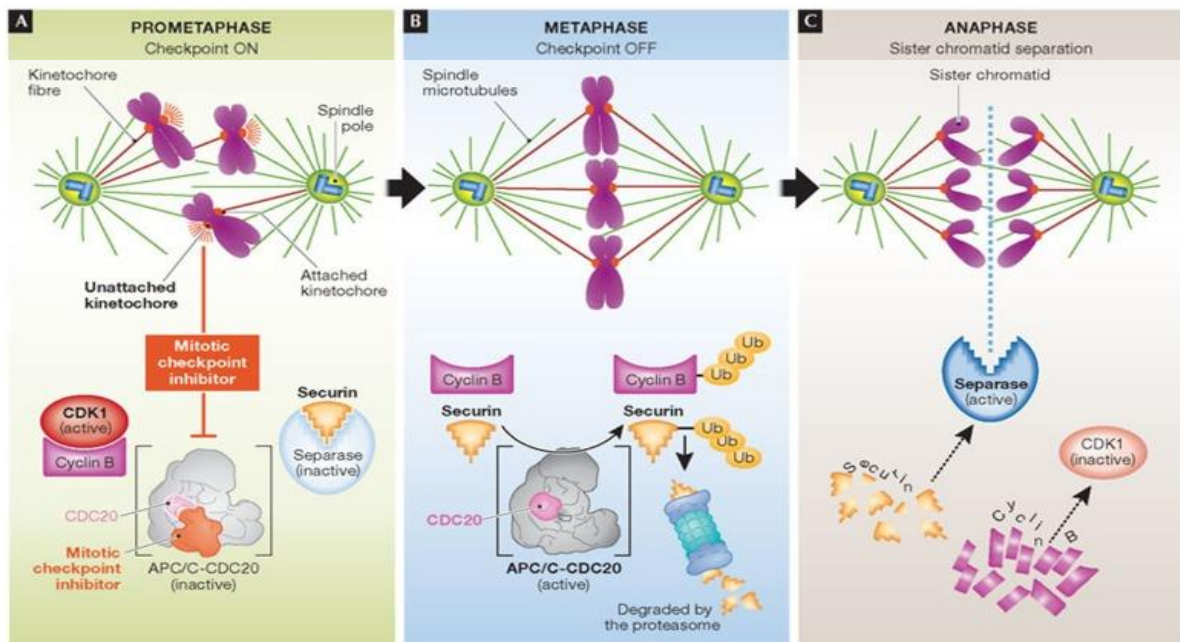 A
PROMETAPHASE
Checkpoint ON
Kinetochore
fibre
Spindle
pole
Unattached
kinetochore
Attached
kinetochore
Mitotic
checkpoint
inhibitor
CDK1
(active)
Cyclin B
Securin
Separase
(inactive)
CDC20
Mitotic
checkpoint
inhibitor
APC/C-CDC20
(inactive)
B
METAPHASE
Checkpoint OFF
Spindle
microtubules
Cyclin B
Cyclin B
Ub
Ub
Ub
Securin
Securin
Ub
Ub
Ub
CDC20
APC/C-CDC20
(active)
Degraded by
the proteasome
C
ANAPHASE
Sister chromatid separation
Sister chromatid
Separase
(active)
CDK1
(inactive)
Securin
Cyclin B